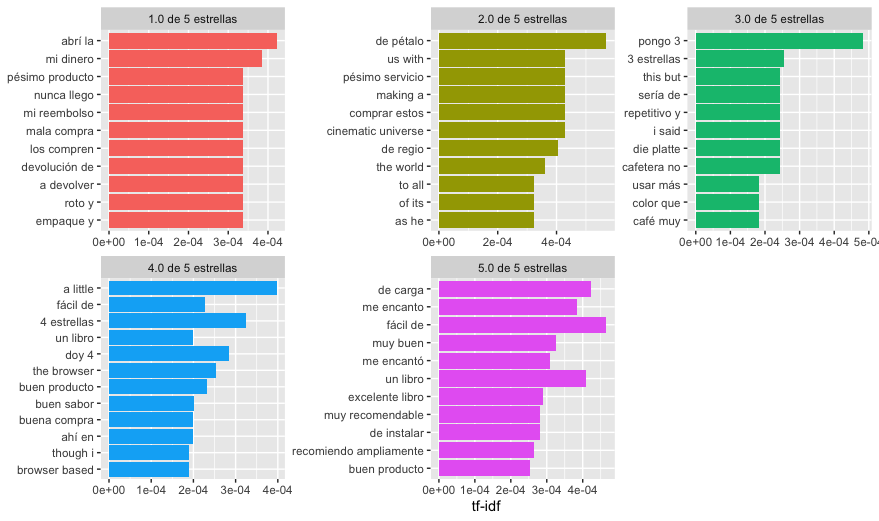 1.0 de 5 estrellas
abrí la
mi dinero
pésimo producto
nunca llego
mi reembolso
mala compra
los compren
devolución de
a devolver
roto y
empaque y
0e+00 1e-04 2e-04 3e-04 4e-04
2.0 de 5 estrellas
de pétalo
us with
pésimo servicio
making a
comprar estos
cinematic universe
de regio
the world
to all
of its
as he
0e+00 2e-04 4e-04
3.0 de 5 estrellas
pongo 3
3 estrellas
this but
sería de
repetitivo y
i said
die platte
cafetera no
usar más
color que
café muy
0e+00 1e-04 2e-04 3e-04 4e-04 5e-04
4.0 de 5 estrellas
a little
fácil de
4 estrellas
un libro
doy 4
the browser
buen producto
buen sabor
buena compra
ahí en
though i
browser based
0e+00 1e-04 2e-04 3e-04 4e-04
5.0 de 5 estrellas
de carga
me encanto
fácil de
muy buen
me encantó
un libro
excelente libro
muy recomendable
de instalar
recomiendo ampliamente
buen producto
0e+00 1e-04 2e-04 3e-04 4e-04
tf-idf